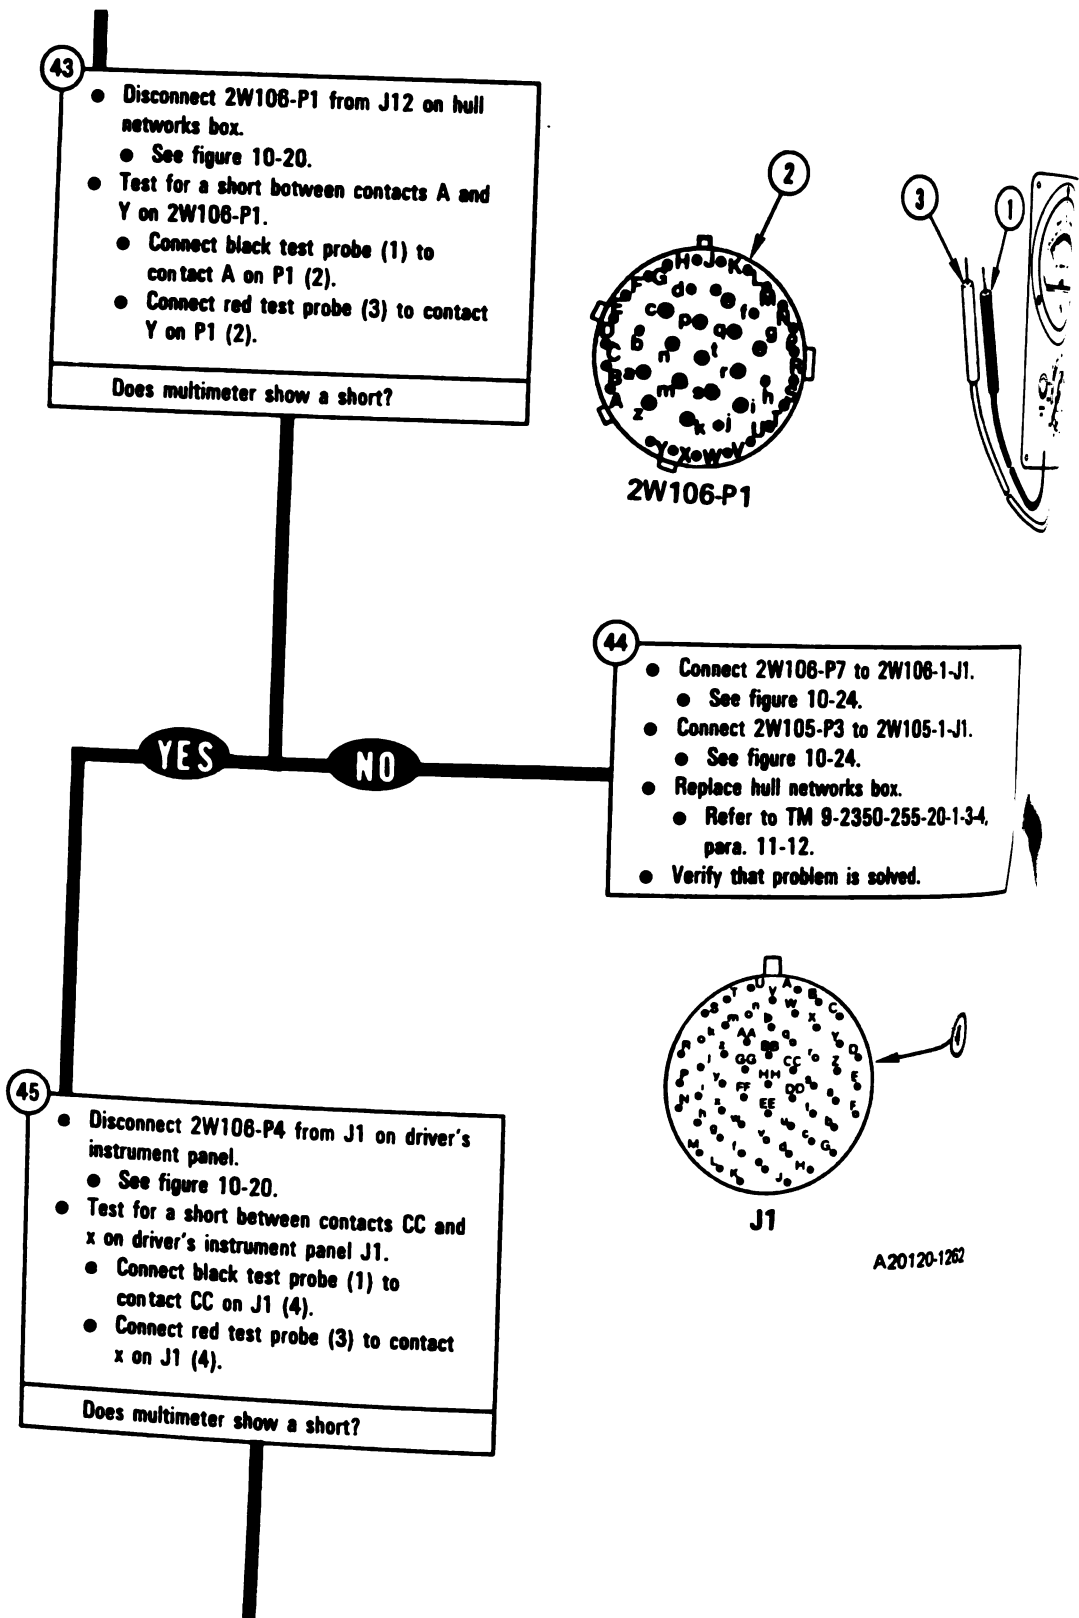 43
● Disconnect 2W106-P1 from J12 on hull
networks box.
● See figure 10-20.
● Test for a short between contacts A and
Y on 2W106-P1.
● Connect black test probe (1) to
contact A on P1 (2).
● Connect red test probe (3) to contact
Y on P1 (2).
Does multimeter show a short?
2
3
1
2W106-P1
44
● Connect 2W106-P7 to 2W106-1-J1.
● See figure 10-24.
● Connect 2W105-P3 to 2W105-1-J1.
● See figure 10-24.
● Replace hull networks box.
● Refer to TM 9-2350-255-20-1-3-4,
para. 11-12.
● Verify that problem is solved.
YES
NO
J1
A20120-1262
45
● Disconnect 2W106-P4 from J1 on driver's
instrument panel.
● See figure 10-20.
● Test for a short between contacts CC and
x on driver's instrument panel J1.
● Connect black test probe (1) to
contact CC on J1 (4).
● Connect red test probe (3) to contact
x on J1 (4).
Does multimeter show a short?